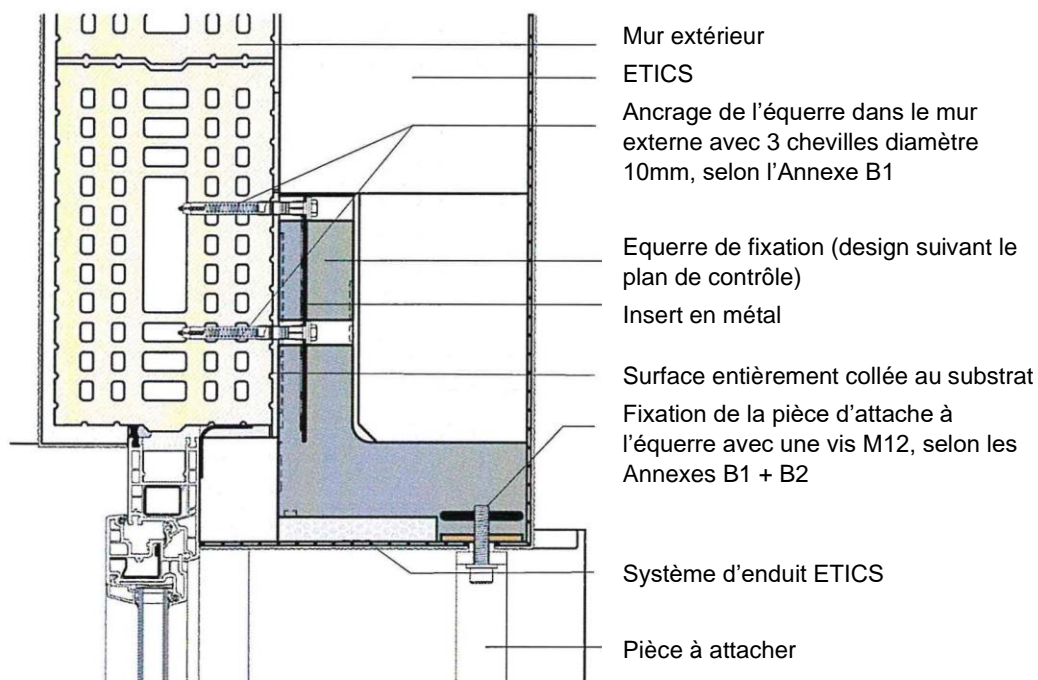 Mur extérieur
ETICS
Ancrage de l’équerre dans le mur
externe avec 3 chevilles diamètre
10mm, selon l’Annexe B1
Equerre de fixation (design suivant le
plan de contrôle)
Insert en métal
Surface entièrement collée au substrat
Fixation de la pièce d’attache à
l’équerre avec une vis M12, selon les
Annexes B1 + B2
Système d’enduit ETICS
Pièce à attacher